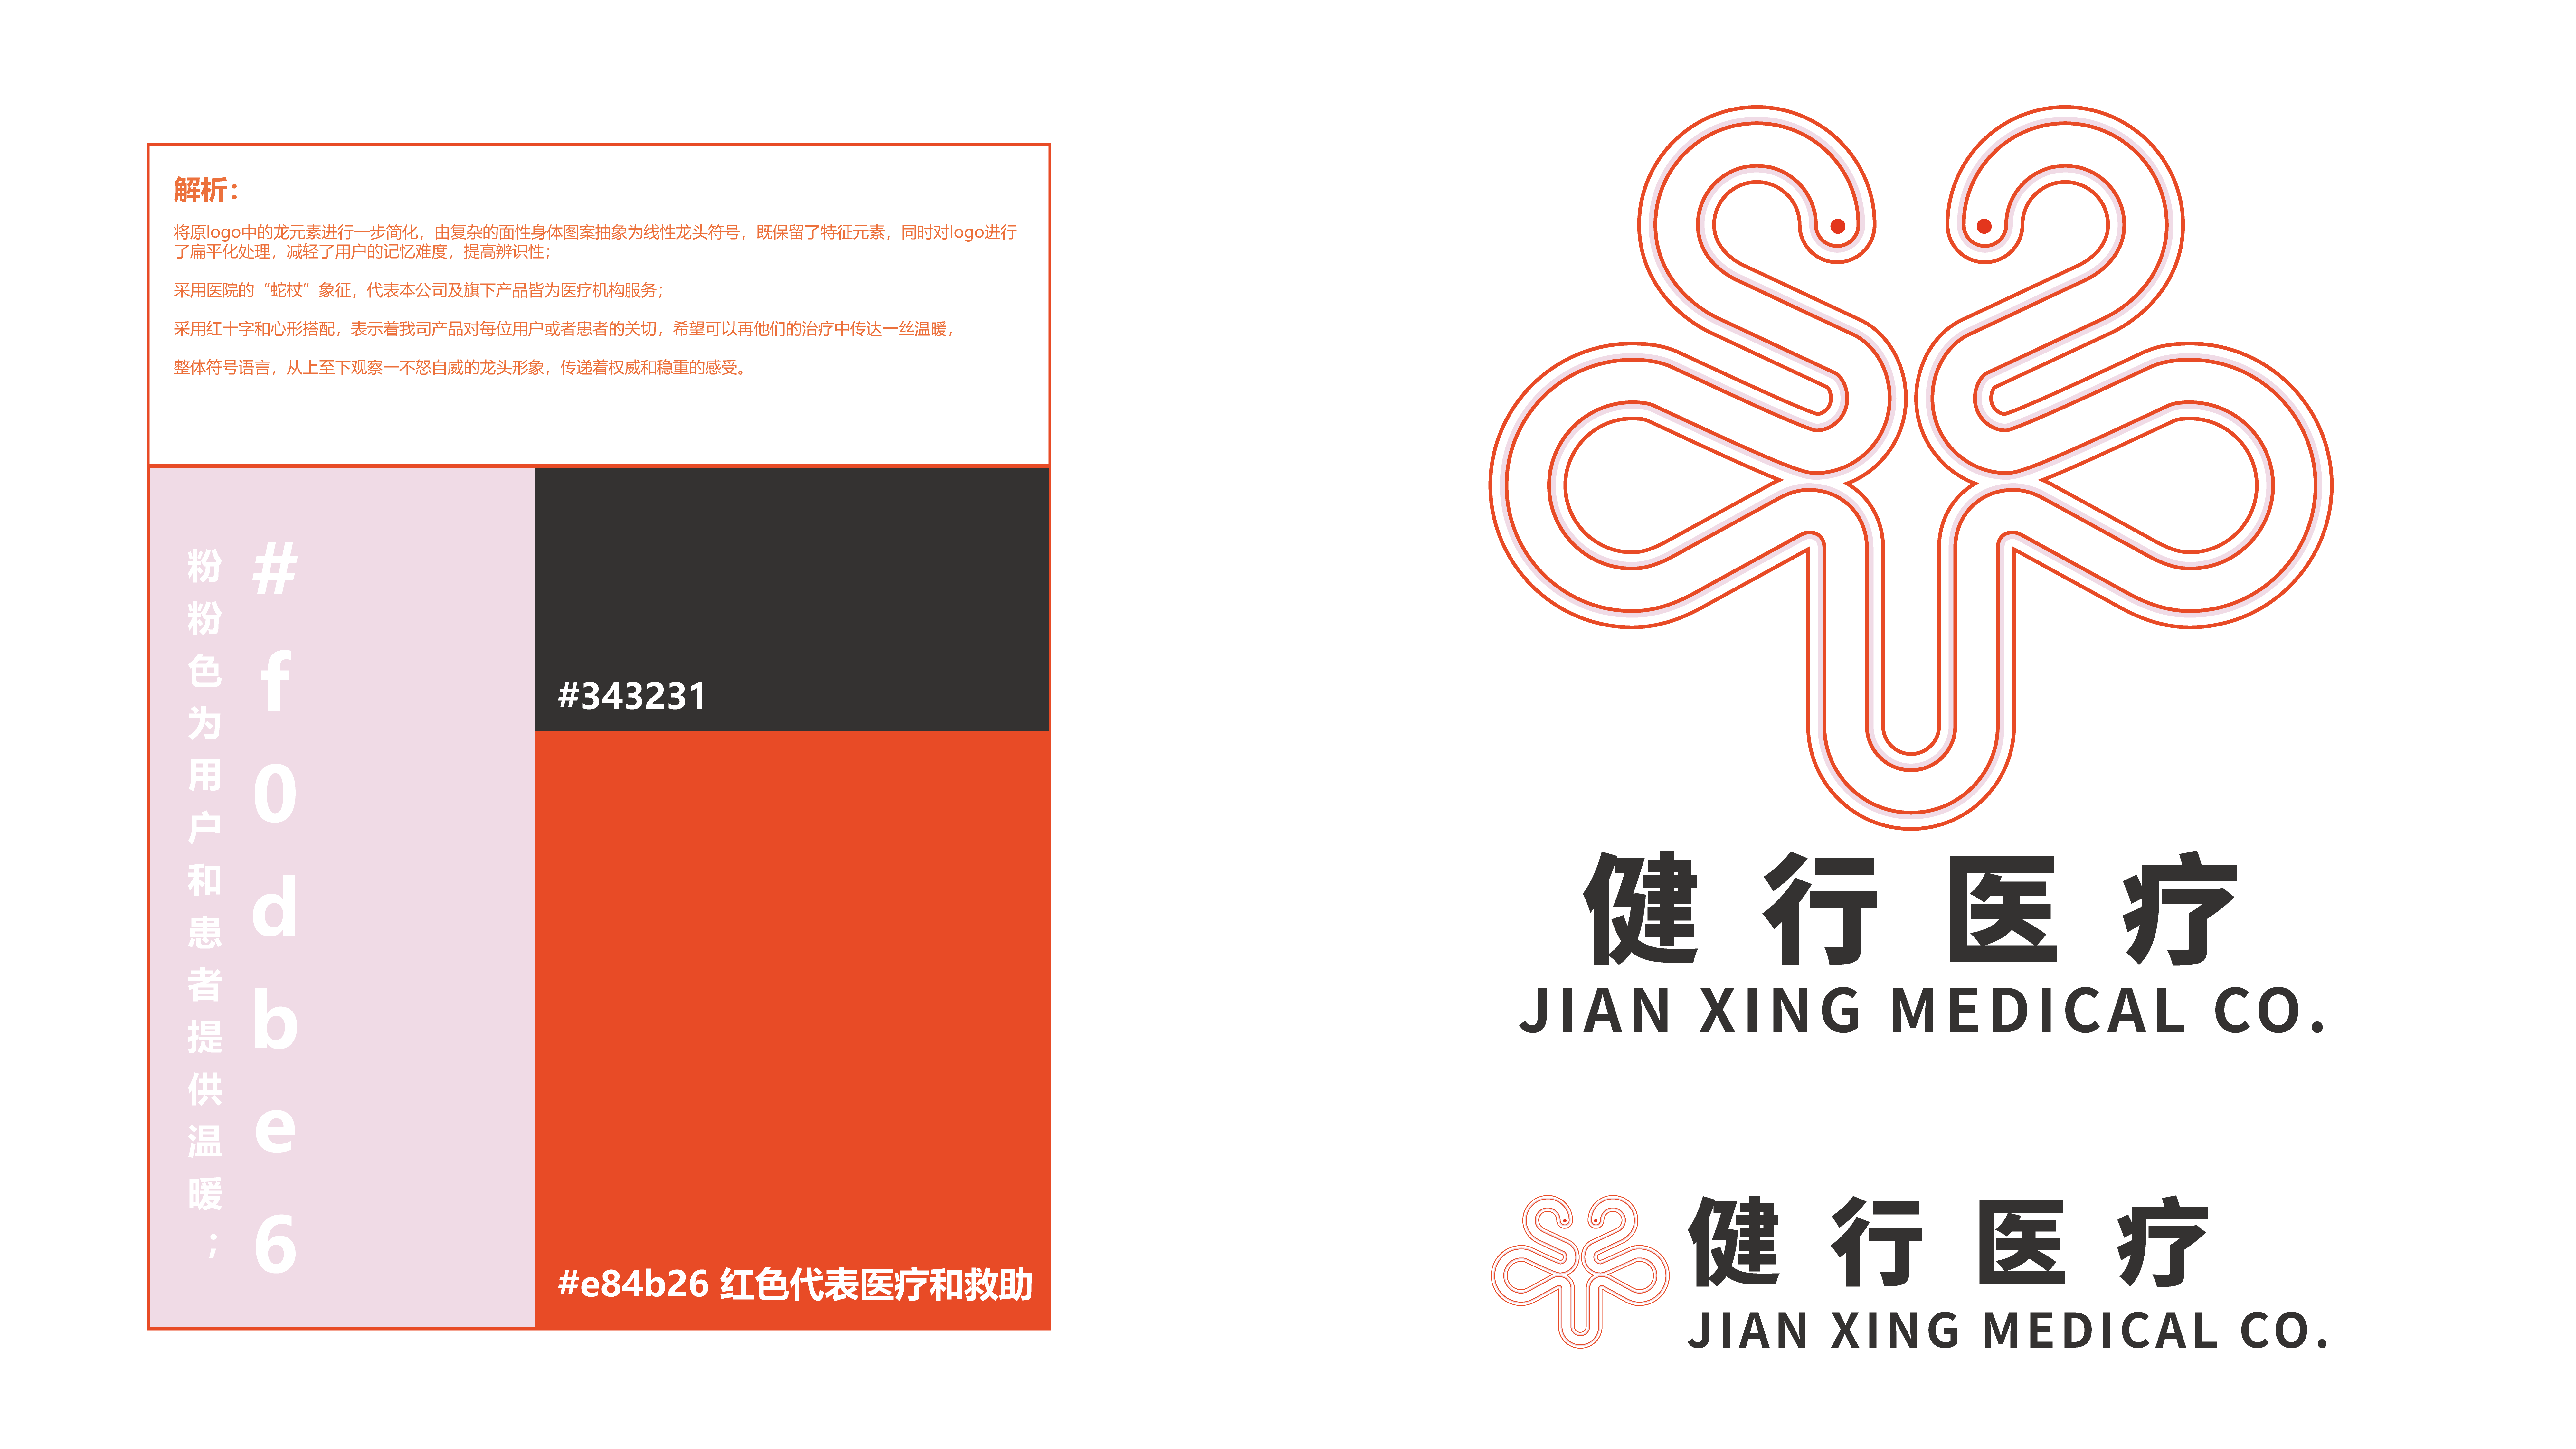 解析：
将原logo中的龙元素进行一步简化，由复杂的面性身体图案抽象为线性龙头符号，既保留了特征元素，同时对logo进行
了扁平化处理，减轻了用户的记忆难度，提高辨识性；
采用医院的“蛇杖”象征，代表本公司及旗下产品皆为医疗机构服务；
采用红十字和心形搭配，表示着我司产品对每位用户或者患者的关切，希望可以再他们的治疗中传达一丝温暖，
整体符号语言，从上至下观察一不怒自威的龙头形象，传递着权威和稳重的感受。
粉粉色为用户和患者提供温暖；
#f0dbe6
#343231
#e84b26 红色代表医疗和救助
健行医疗
JIAN XING MEDICAL CO.
健行医疗
JIAN XING MEDICAL CO.